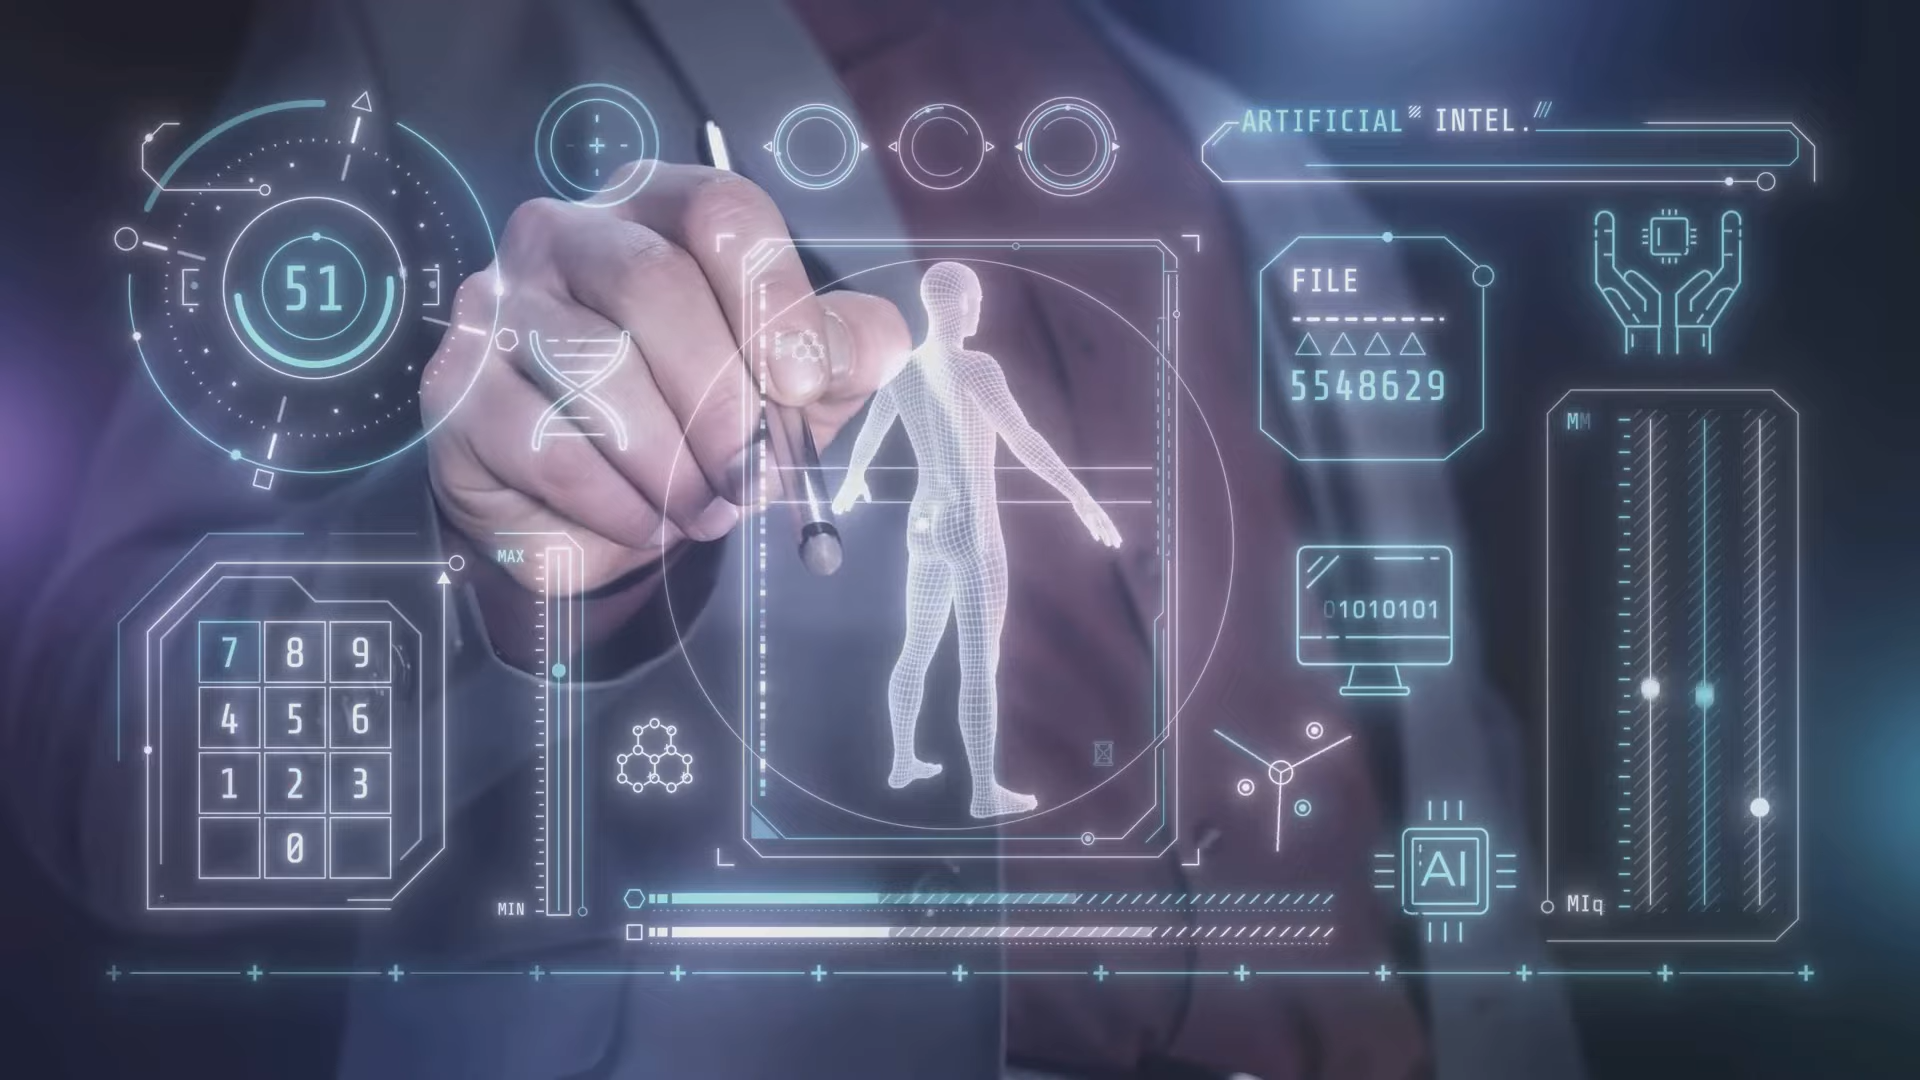 ARTIFICIAL INTEL.
51
FILE
5548629
MM
MAX
01010101
7 8 9
4 5 6
1 2 3
0
AI
MIN
MIq